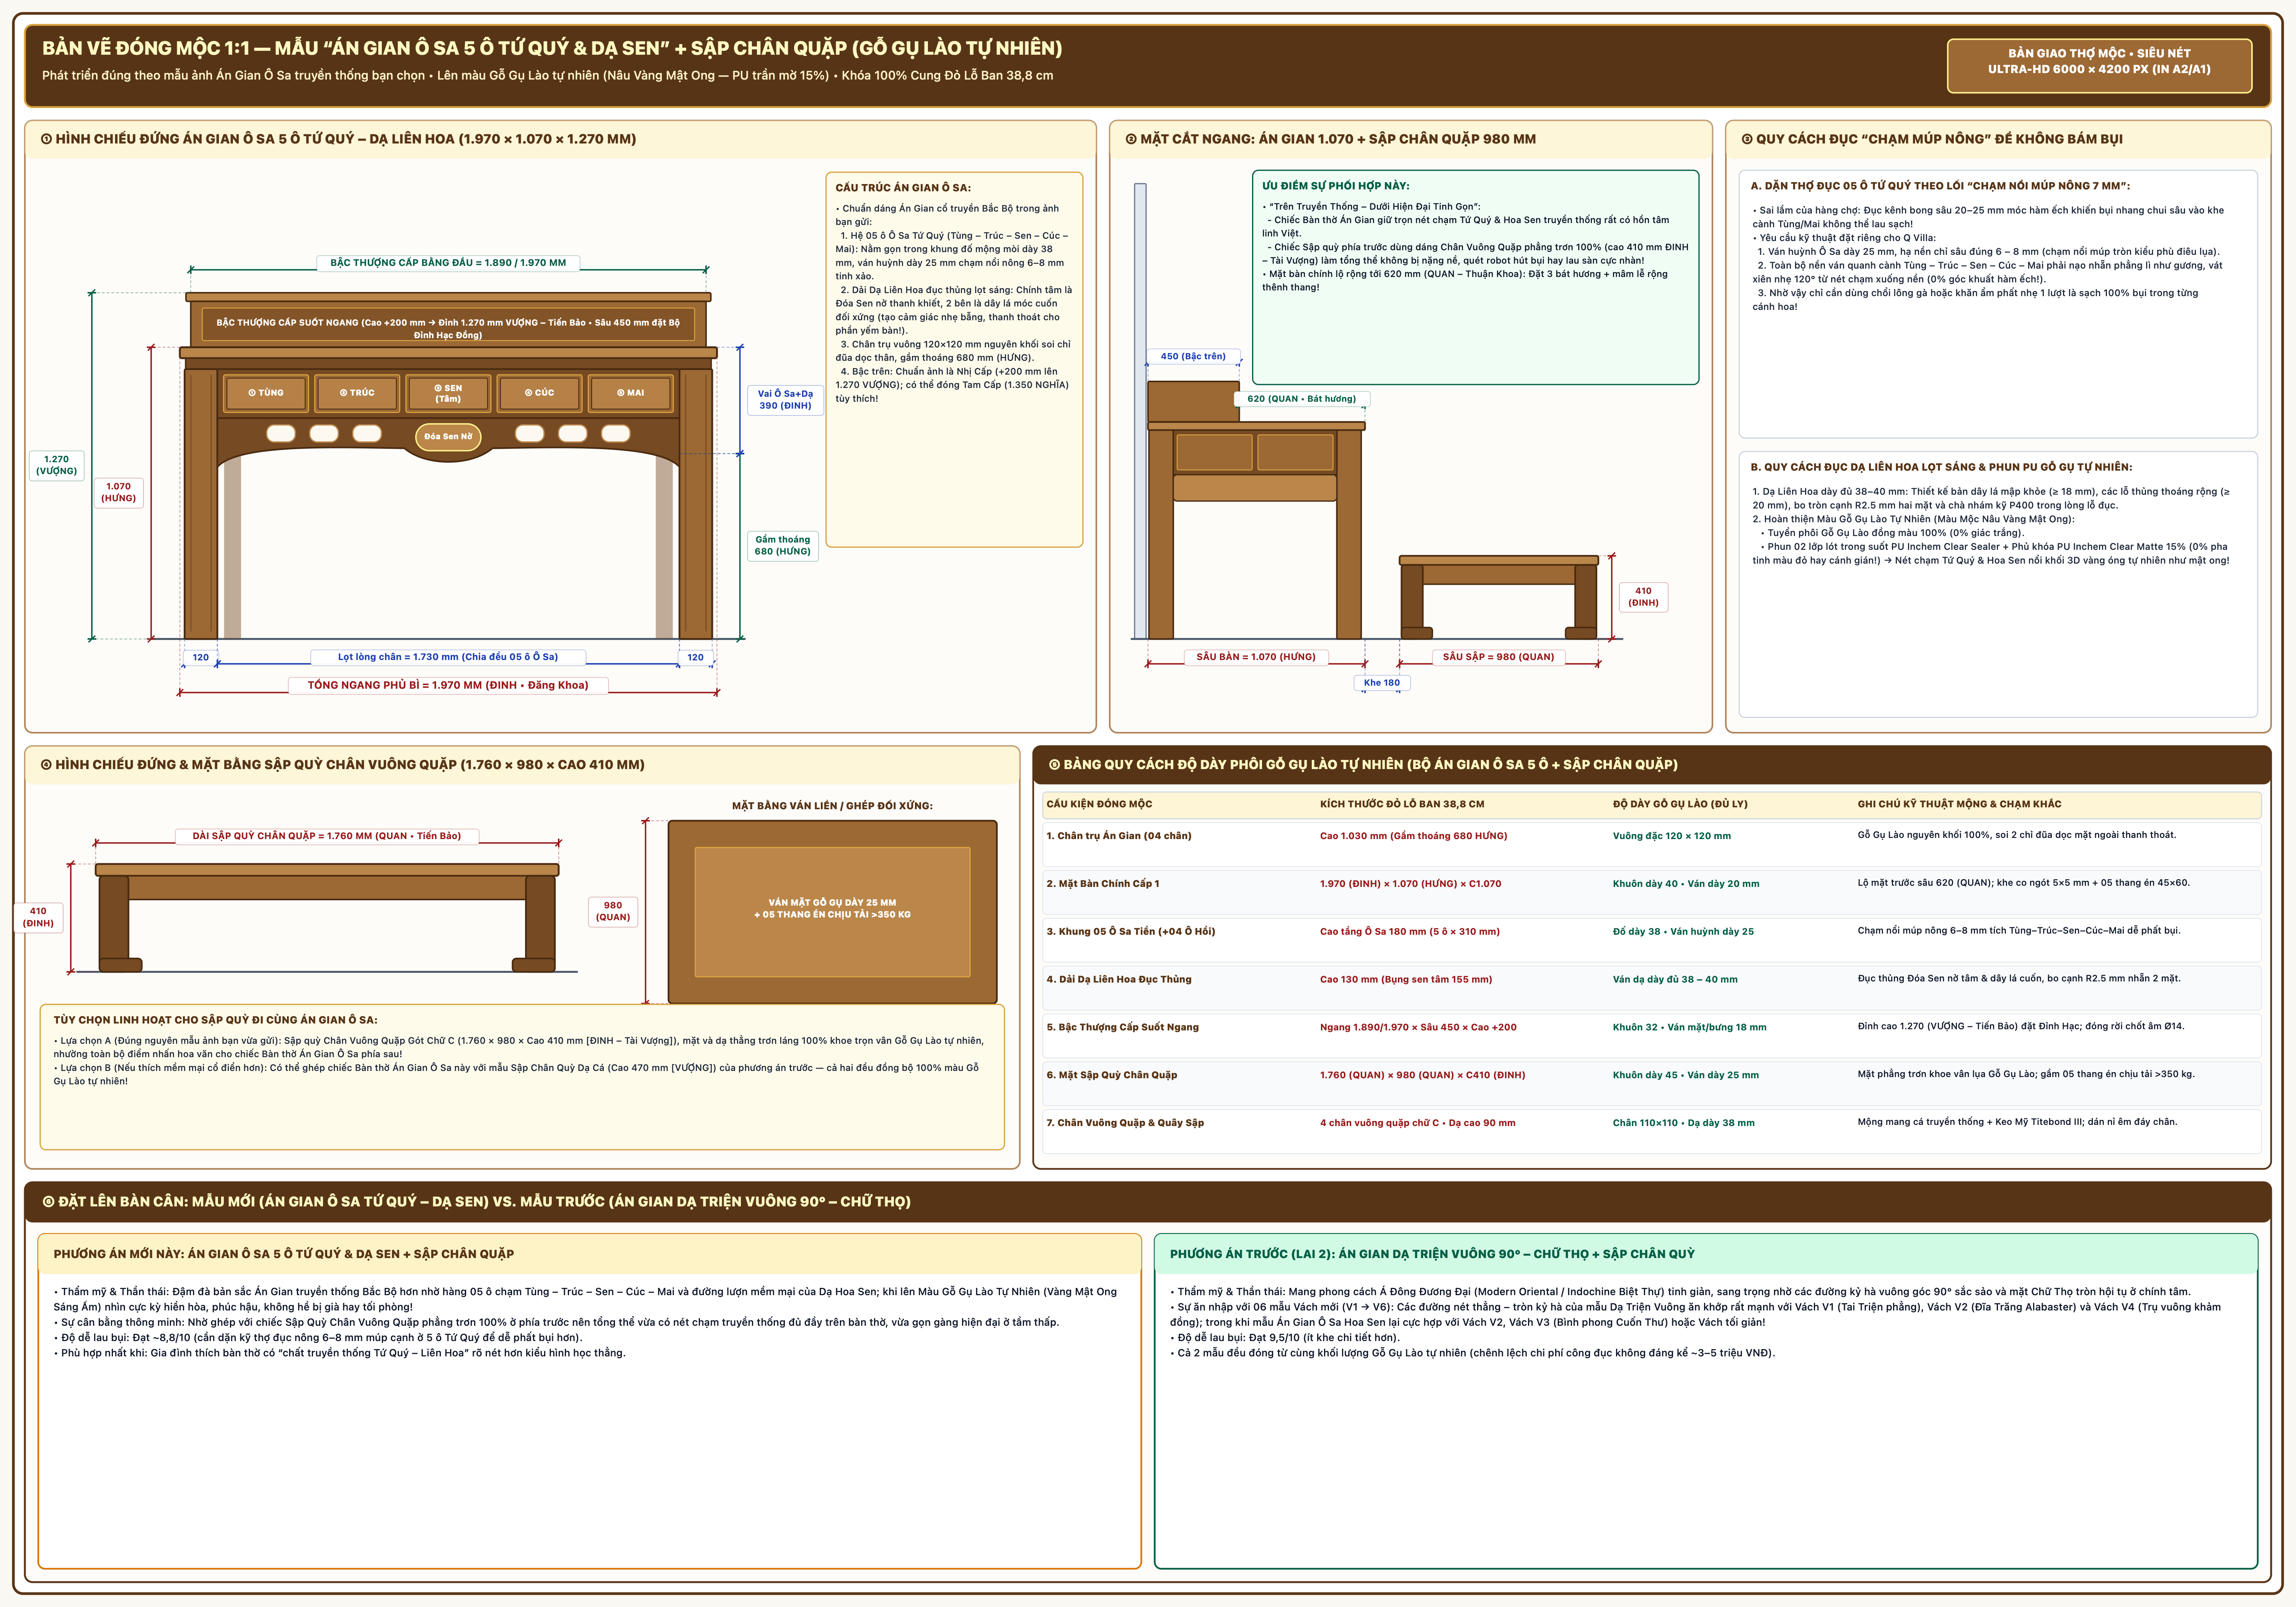 BẢN VẼ ĐÓNG MỘC 1:1 — MẪU “ÁN GIAN Ô SA 5 Ô TỨ QUÝ & DẠ SEN” + SẬP CHÂN QUẶP (GỖ GỤ LÀO TỰ NHIÊN)
Phát triển đúng theo mẫu ảnh Án Gian Ô Sa truyền thống bạn chọn • Lên màu Gỗ Gụ Lào tự nhiên (Nâu Vàng Mật Ong — PU trần mờ 15%) • Khóa 100% Cung Đỏ Lỗ Ban 38,8 cm
BÀN GIAO THỢ MỘC • SIÊU NÉT
ULTRA-HD 6000 × 4200 PX (IN A2/A1)
① HÌNH CHIẾU ĐỨNG ÁN GIAN Ô SA 5 Ô TỨ QUÝ – DẠ LIÊN HOA (1.970 × 1.070 × 1.270 MM)
BẬC THƯỢNG CẤP BẰNG ĐẦU = 1.890 / 1.970 MM
BẬC THƯỢNG CẤP SUỐT NGANG (Cao +200 mm → Đỉnh 1.270 mm VƯỢNG – Tiến Bảo • Sâu 450 mm đặt Bộ
Đỉnh Hạc Đồng)
① TÙNG
② TRÚC
③ SEN
(Tâm)
④ CÚC
⑤ MAI
Đóa Sen Nở
1.270
(VƯỢNG)
1.070
(HƯNG)
Vai Ô Sa+Dạ
390 (ĐINH)
Gầm thoáng
680 (HƯNG)
120
Lọt lòng chân = 1.730 mm (Chia đều 05 ô Ô Sa)
120
TỔNG NGANG PHỦ BÌ = 1.970 MM (ĐINH • Đăng Khoa)
CẤU TRÚC ÁN GIAN Ô SA:
• Chuẩn dáng Án Gian cổ truyền Bắc Bộ trong ảnh
bạn gửi:
1. Hệ 05 ô Ô Sa Tứ Quý (Tùng – Trúc – Sen – Cúc –
Mai): Nằm gọn trong khung đố mộng mòi dày 38
mm, ván huỳnh dày 25 mm chạm nổi nông 6–8 mm
tinh xảo.
2. Dải Dạ Liên Hoa đục thủng lọt sáng: Chính tâm là
Đóa Sen nở thanh khiết, 2 bên là dây lá móc cuốn
đối xứng (tạo cảm giác nhẹ bẫng, thanh thoát cho
phần yếm bàn!).
3. Chân trụ vuông 120×120 mm nguyên khối soi chỉ
đũa dọc thân, gầm thoáng 680 mm (HƯNG).
4. Bậc trên: Chuẩn ảnh là Nhị Cấp (+200 mm lên
1.270 VƯỢNG); có thể đóng Tam Cấp (1.350 NGHĨA)
tùy thích!
② MẶT CẮT NGANG: ÁN GIAN 1.070 + SẬP CHÂN QUẶP 980 MM
ƯU ĐIỂM SỰ PHỐI HỢP NÀY:
• “Trên Truyền Thống – Dưới Hiện Đại Tinh Gọn”:
- Chiếc Bàn thờ Án Gian giữ trọn nét chạm Tứ Quý & Hoa Sen truyền thống rất có hồn tâm
linh Việt.
- Chiếc Sập quỳ phía trước dùng dáng Chân Vuông Quặp phẳng trơn 100% (cao 410 mm ĐINH
– Tài Vượng) làm tổng thể không bị nặng nề, quét robot hút bụi hay lau sàn cực nhàn!
• Mặt bàn chính lộ rộng tới 620 mm (QUAN – Thuận Khoa): Đặt 3 bát hương + mâm lễ rộng
thênh thang!
450 (Bậc trên)
620 (QUAN • Bát hương)
410
(ĐINH)
SÂU BÀN = 1.070 (HƯNG)
SÂU SẬP = 980 (QUAN)
Khe 180
③ QUY CÁCH ĐỤC “CHẠM MÚP NÔNG” ĐỂ KHÔNG BÁM BỤI
A. DẶN THỢ ĐỤC 05 Ô TỨ QUÝ THEO LỐI “CHẠM NỔI MÚP NÔNG 7 MM”:
• Sai lầm của hàng chợ: Đục kênh bong sâu 20–25 mm móc hàm ếch khiến bụi nhang chui sâu vào khe
cành Tùng/Mai không thể lau sạch!
• Yêu cầu kỹ thuật đặt riêng cho Q Villa:
1. Ván huỳnh Ô Sa dày 25 mm, hạ nền chỉ sâu đúng 6 – 8 mm (chạm nổi múp tròn kiểu phù điêu lụa).
2. Toàn bộ nền ván quanh cành Tùng – Trúc – Sen – Cúc – Mai phải nạo nhẵn phẳng lì như gương, vát
xiên nhẹ 120° từ nét chạm xuống nền (0% góc khuất hàm ếch!).
3. Nhờ vậy chỉ cần dùng chổi lông gà hoặc khăn ẩm phất nhẹ 1 lượt là sạch 100% bụi trong từng
cánh hoa!
B. QUY CÁCH ĐỤC DẠ LIÊN HOA LỌT SÁNG & PHUN PU GỖ GỤ TỰ NHIÊN:
1. Dạ Liên Hoa dày đủ 38–40 mm: Thiết kế bản dây lá mập khỏe (≥ 18 mm), các lỗ thủng thoáng rộng (≥
20 mm), bo tròn cạnh R2.5 mm hai mặt và chà nhám kỹ P400 trong lòng lỗ đục.
2. Hoàn thiện Màu Gỗ Gụ Lào Tự Nhiên (Màu Mộc Nâu Vàng Mật Ong):
• Tuyển phôi Gỗ Gụ Lào đồng màu 100% (0% giác trắng).
• Phun 02 lớp lót trong suốt PU Inchem Clear Sealer + Phủ khóa PU Inchem Clear Matte 15% (0% pha
tinh màu đỏ hay cánh gián!) → Nét chạm Tứ Quý & Hoa Sen nổi khối 3D vàng óng tự nhiên như mật ong!
④ HÌNH CHIẾU ĐỨNG & MẶT BẰNG SẬP QUỲ CHÂN VUÔNG QUẶP (1.760 × 980 × CAO 410 MM)
DÀI SẬP QUỲ CHÂN QUẶP = 1.760 MM (QUAN • Tiến Bảo)
410
(ĐINH)
MẶT BẰNG VÁN LIỀN / GHÉP ĐỐI XỨNG:
980
(QUAN)
VÁN MẶT GỖ GỤ DÀY 25 MM
+ 05 THANG ÉN CHỊU TẢI >350 KG
TÙY CHỌN LINH HOẠT CHO SẬP QUỲ ĐI CÙNG ÁN GIAN Ô SA:
• Lựa chọn A (Đúng nguyên mẫu ảnh bạn vừa gửi): Sập quỳ Chân Vuông Quặp Gót Chữ C (1.760 × 980 × Cao 410 mm [ĐINH – Tài Vượng]), mặt và dạ thẳng trơn láng 100% khoe trọn vân Gỗ Gụ Lào tự nhiên,
nhường toàn bộ điểm nhấn hoa văn cho chiếc Bàn thờ Án Gian Ô Sa phía sau!
• Lựa chọn B (Nếu thích mềm mại cổ điển hơn): Có thể ghép chiếc Bàn thờ Án Gian Ô Sa này với mẫu Sập Chân Quỳ Dạ Cá (Cao 470 mm [VƯỢNG]) của phương án trước — cả hai đều đồng bộ 100% màu Gỗ
Gụ Lào tự nhiên!
⑤ BẢNG QUY CÁCH ĐỘ DÀY PHÔI GỖ GỤ LÀO TỰ NHIÊN (BỘ ÁN GIAN Ô SA 5 Ô + SẬP CHÂN QUẶP)
CẤU KIỆN ĐÓNG MỘC KÍCH THƯỚC ĐỎ LỖ BAN 38,8 CM ĐỘ DÀY GỖ GỤ LÀO (ĐỦ LY) GHI CHÚ KỸ THUẬT MỘNG & CHẠM KHẮC
1. Chân trụ Án Gian (04 chân) Cao 1.030 mm (Gầm thoáng 680 HƯNG) Vuông đặc 120 × 120 mm Gỗ Gụ Lào nguyên khối 100%, soi 2 chỉ đũa dọc mặt ngoài thanh thoát.
2. Mặt Bàn Chính Cấp 1 1.970 (ĐINH) × 1.070 (HƯNG) × C1.070 Khuôn dày 40 • Ván dày 20 mm Lộ mặt trước sâu 620 (QUAN); khe co ngót 5×5 mm + 05 thang én 45×60.
3. Khung 05 Ô Sa Tiền (+04 Ô Hồi) Cao tầng Ô Sa 180 mm (5 ô × 310 mm) Đố dày 38 • Ván huỳnh dày 25 Chạm nổi múp nông 6–8 mm tích Tùng–Trúc–Sen–Cúc–Mai dễ phất bụi.
4. Dải Dạ Liên Hoa Đục Thủng Cao 130 mm (Bụng sen tâm 155 mm) Ván dạ dày đủ 38 – 40 mm Đục thủng Đóa Sen nở tâm & dây lá cuốn, bo cạnh R2.5 mm nhẵn 2 mặt.
5. Bậc Thượng Cấp Suốt Ngang Ngang 1.890/1.970 × Sâu 450 × Cao +200 Khuôn 32 • Ván mặt/bưng 18 mm Đỉnh cao 1.270 (VƯỢNG – Tiến Bảo) đặt Đỉnh Hạc; đóng rời chốt âm Ø14.
6. Mặt Sập Quỳ Chân Quặp 1.760 (QUAN) × 980 (QUAN) × C410 (ĐINH) Khuôn dày 45 • Ván dày 25 mm Mặt phẳng trơn khoe vân lụa Gỗ Gụ Lào; gầm 05 thang én chịu tải >350 kg.
7. Chân Vuông Quặp & Quây Sập 4 chân vuông quặp chữ C • Dạ cao 90 mm Chân 110×110 • Dạ dày 38 mm Mộng mang cá truyền thống + Keo Mỹ Titebond III; dán nỉ êm đáy chân.
⑥ ĐẶT LÊN BÀN CÂN: MẪU MỚI (ÁN GIAN Ô SA TỨ QUÝ – DẠ SEN) VS. MẪU TRƯỚC (ÁN GIAN DẠ TRIỆN VUÔNG 90° – CHỮ THỌ)
PHƯƠNG ÁN MỚI NÀY: ÁN GIAN Ô SA 5 Ô TỨ QUÝ & DẠ SEN + SẬP CHÂN QUẶP
• Thẩm mỹ & Thần thái: Đậm đà bản sắc Án Gian truyền thống Bắc Bộ hơn nhờ hàng 05 ô chạm Tùng – Trúc – Sen – Cúc – Mai và đường lượn mềm mại của Dạ Hoa Sen; khi lên Màu Gỗ Gụ Lào Tự Nhiên (Vàng Mật Ong
Sáng Ấm) nhìn cực kỳ hiền hòa, phúc hậu, không hề bị già hay tối phòng!
• Sự cân bằng thông minh: Nhờ ghép với chiếc Sập Quỳ Chân Vuông Quặp phẳng trơn 100% ở phía trước nên tổng thể vừa có nét chạm truyền thống đủ đầy trên bàn thờ, vừa gọn gàng hiện đại ở tầm thấp.
• Độ dễ lau bụi: Đạt ~8,8/10 (cần dặn kỹ thợ đục nông 6–8 mm múp cạnh ở 5 ô Tứ Quý để dễ phất bụi hơn).
• Phù hợp nhất khi: Gia đình thích bàn thờ có “chất truyền thống Tứ Quý – Liên Hoa” rõ nét hơn kiểu hình học thẳng.
PHƯƠNG ÁN TRƯỚC (LAI 2): ÁN GIAN DẠ TRIỆN VUÔNG 90° – CHỮ THỌ + SẬP CHÂN QUỲ
• Thẩm mỹ & Thần thái: Mang phong cách Á Đông Đương Đại (Modern Oriental / Indochine Biệt Thự) tinh giản, sang trọng nhờ các đường kỷ hà vuông góc 90° sắc sảo và mặt Chữ Thọ tròn hội tụ ở chính tâm.
• Sự ăn nhập với 06 mẫu Vách mới (V1 → V6): Các đường nét thẳng – tròn kỷ hà của mẫu Dạ Triện Vuông ăn khớp rất mạnh với Vách V1 (Tai Triện phẳng), Vách V2 (Đĩa Trăng Alabaster) và Vách V4 (Trụ vuông khảm
đồng); trong khi mẫu Án Gian Ô Sa Hoa Sen lại cực hợp với Vách V2, Vách V3 (Bình phong Cuốn Thư) hoặc Vách tối giản!
• Độ dễ lau bụi: Đạt 9,5/10 (ít khe chi tiết hơn).
• Cả 2 mẫu đều đóng từ cùng khối lượng Gỗ Gụ Lào tự nhiên (chênh lệch chi phí công đục không đáng kể ~3–5 triệu VNĐ).